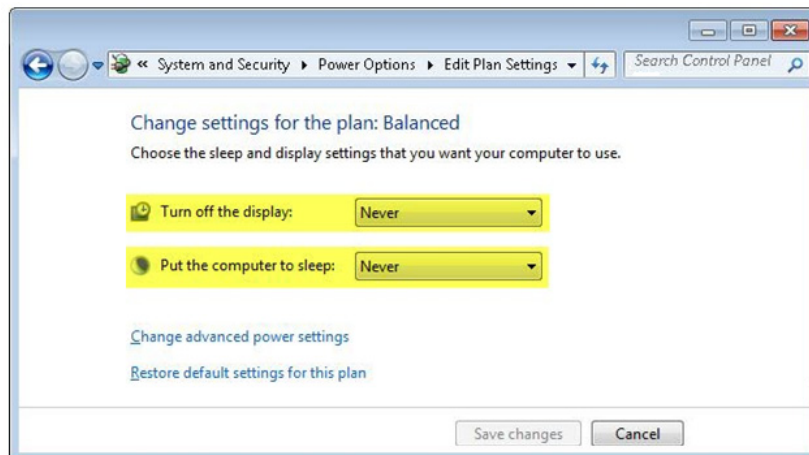 « System and Security ▸ Power Options ▸ Edit Plan Settings
Search Control Panel
Change settings for the plan: Balanced
Choose the sleep and display settings that you want your computer to use.
Turn off the display: Never
Put the computer to sleep: Never
Change advanced power settings
Restore default settings for this plan
Save changes Cancel